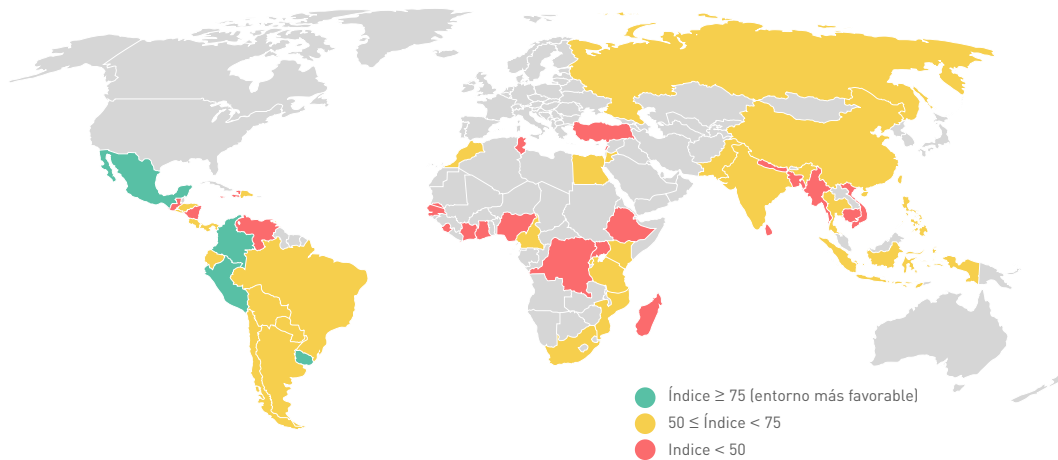 Índice ≥ 75 (entorno más favorable)
50 ≤ Índice < 75
Indice < 50